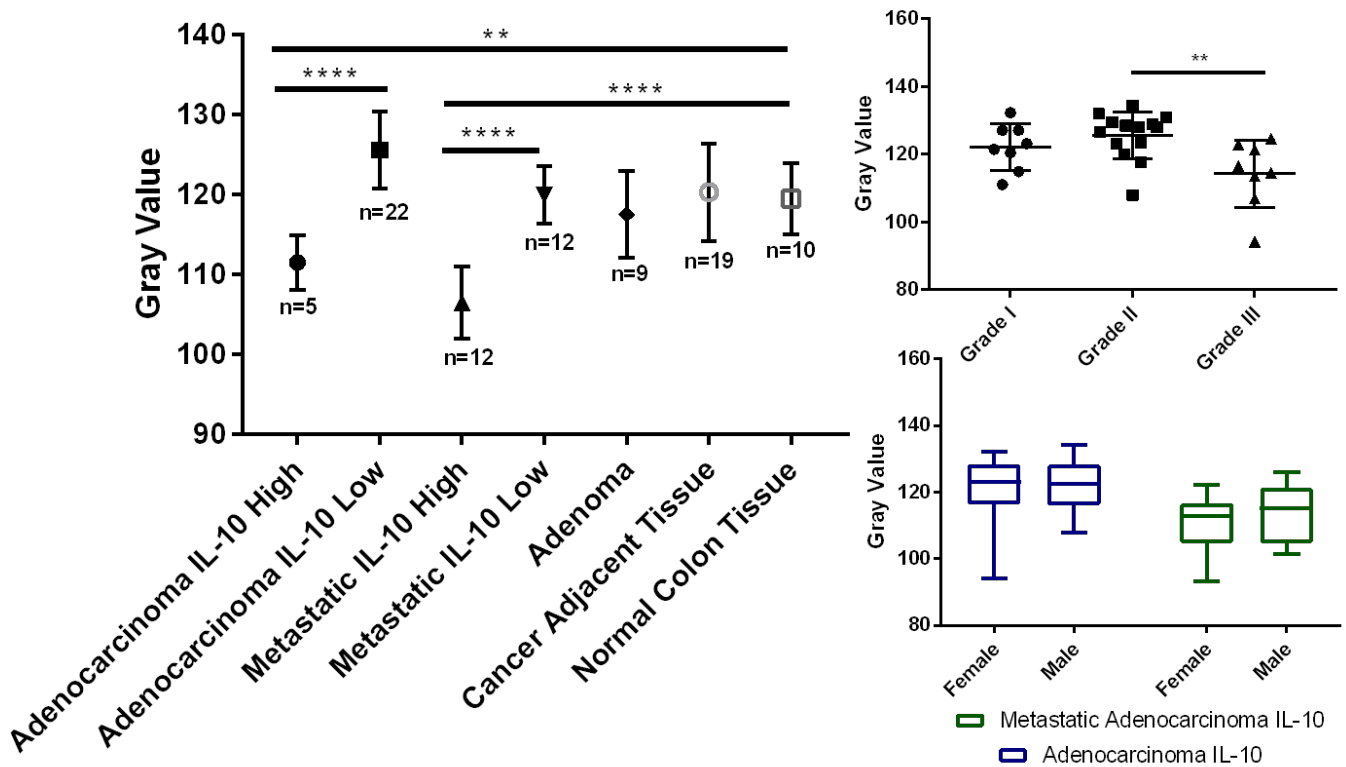 Gray Value
140
130
120
110
100
90
**
****
****
****
n=5
n=22
n=12
n=12
n=9
n=19
n=10
Adenocarcinoma IL-10 High
Adenocarcinoma IL-10 Low
Metastatic IL-10 High
Metastatic IL-10 Low
Adenoma
Cancer Adjacent Tissue
Normal Colon Tissue
Gray Value
160
140
120
100
80
**
Grade I
Grade II
Grade III
Gray Value
160
140
120
100
80
Female
Male
Female
Male
Metastatic Adenocarcinoma IL-10
Adenocarcinoma IL-10